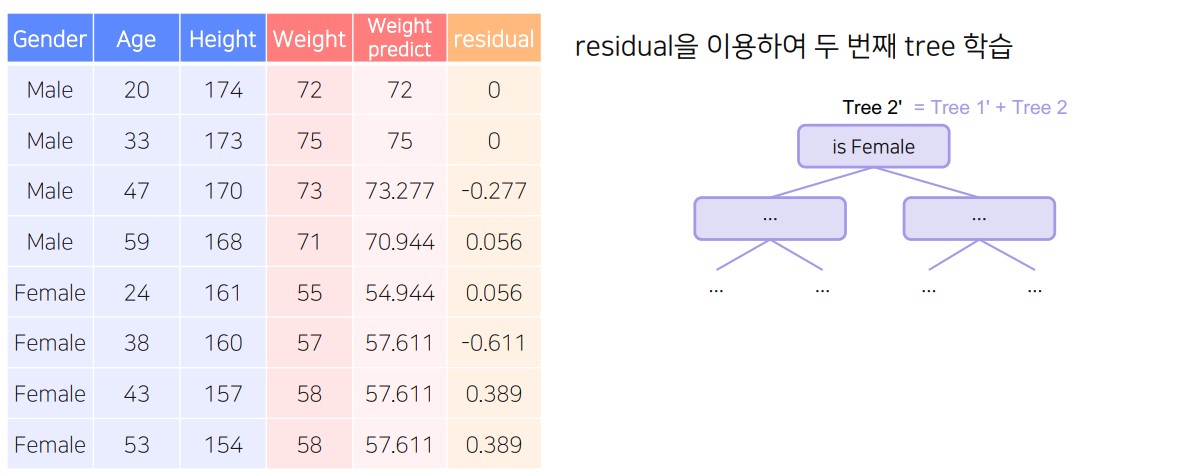 Gender Age Height Weight Weight predict residual
Male 20 174 72 72 0
Male 33 173 75 75 0
Male 47 170 73 73.277 -0.277
Male 59 168 71 70.944 0.056
Female 24 161 55 54.944 0.056
Female 38 160 57 57.611 -0.611
Female 43 157 58 57.611 0.389
Female 53 154 58 57.611 0.389
residual을 이용하여 두 번째 tree 학습
Tree 2' = Tree 1' + Tree 2
is Female
... ...
... ... ... ...